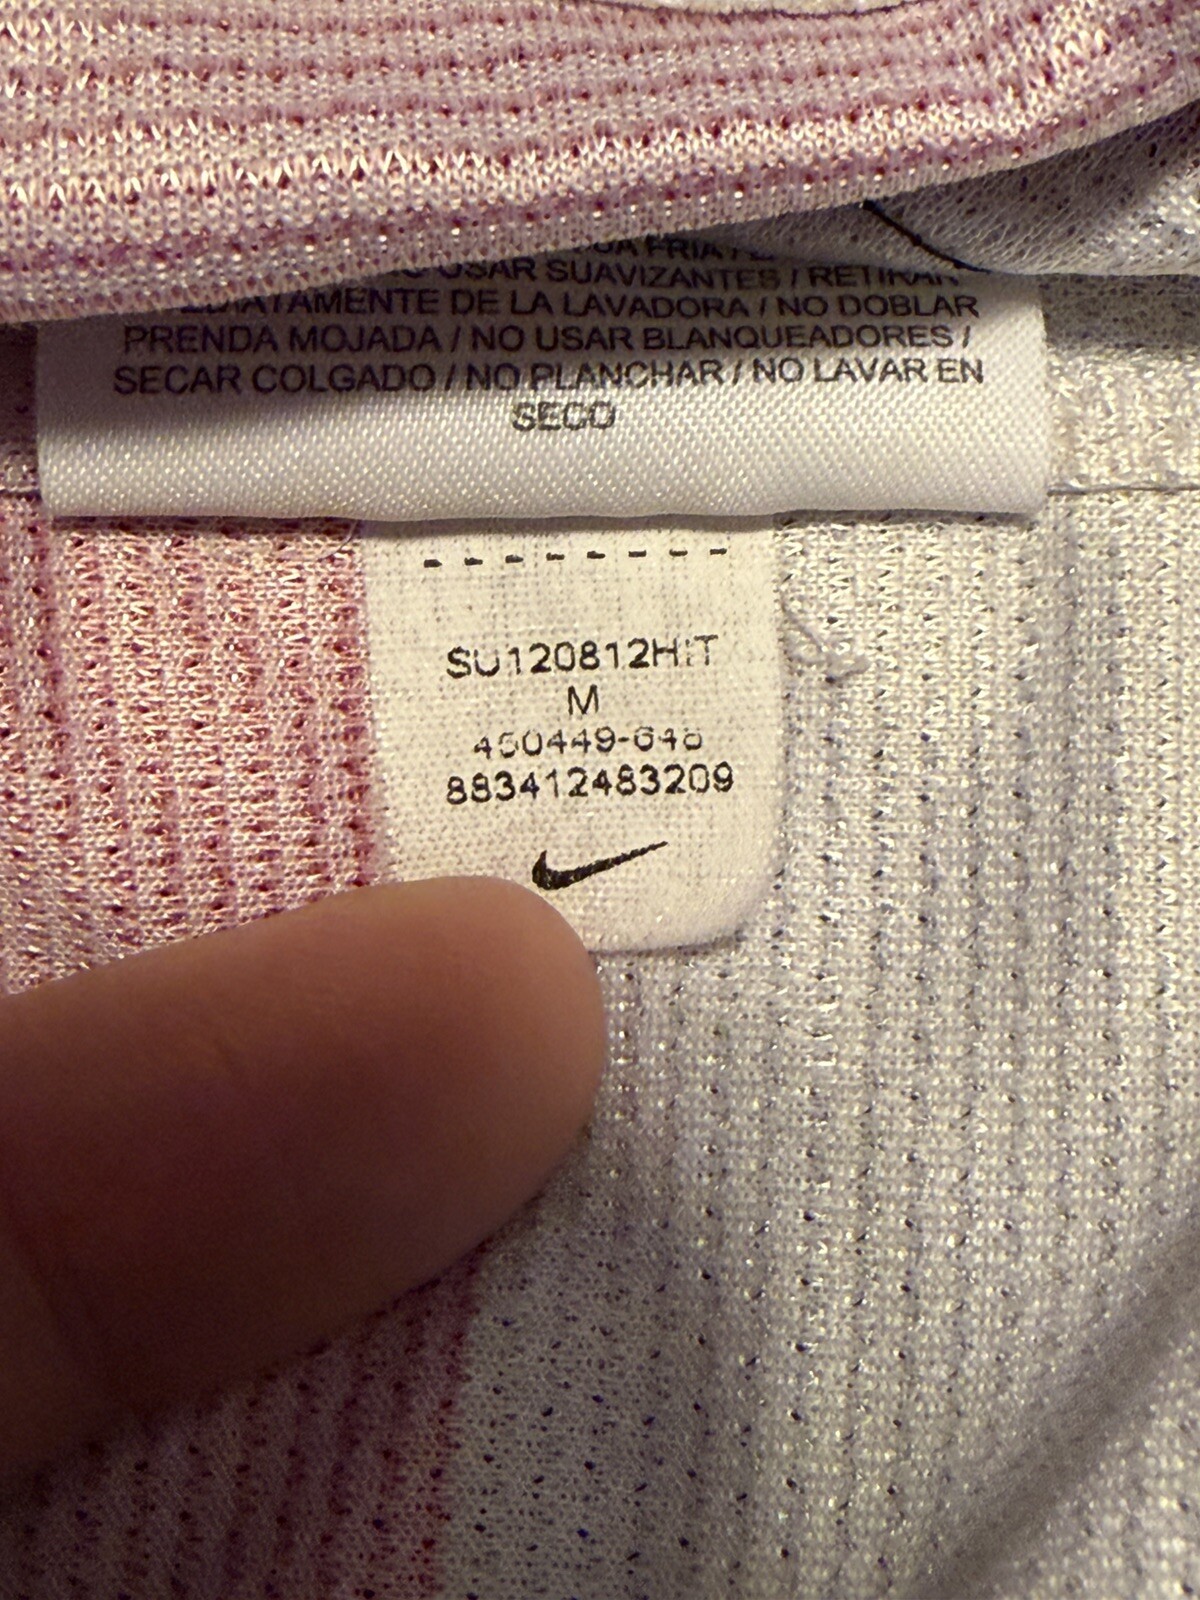 FRIA /
USAR SUAVIZANTES / RETIRAR
DE LA LAVADORA / NO DOBLAR
PRENDA MOJADA / NO USAR BLANQUEADORES /
SECAR COLGADO / NO PLANCHAR / NO LAVAR EN
SECO
SU120812HIT
M
883412483209